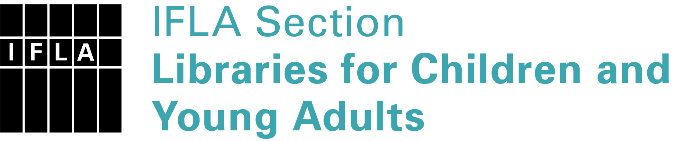 IFLA
IFLA Section
Libraries for Children and
Young Adults